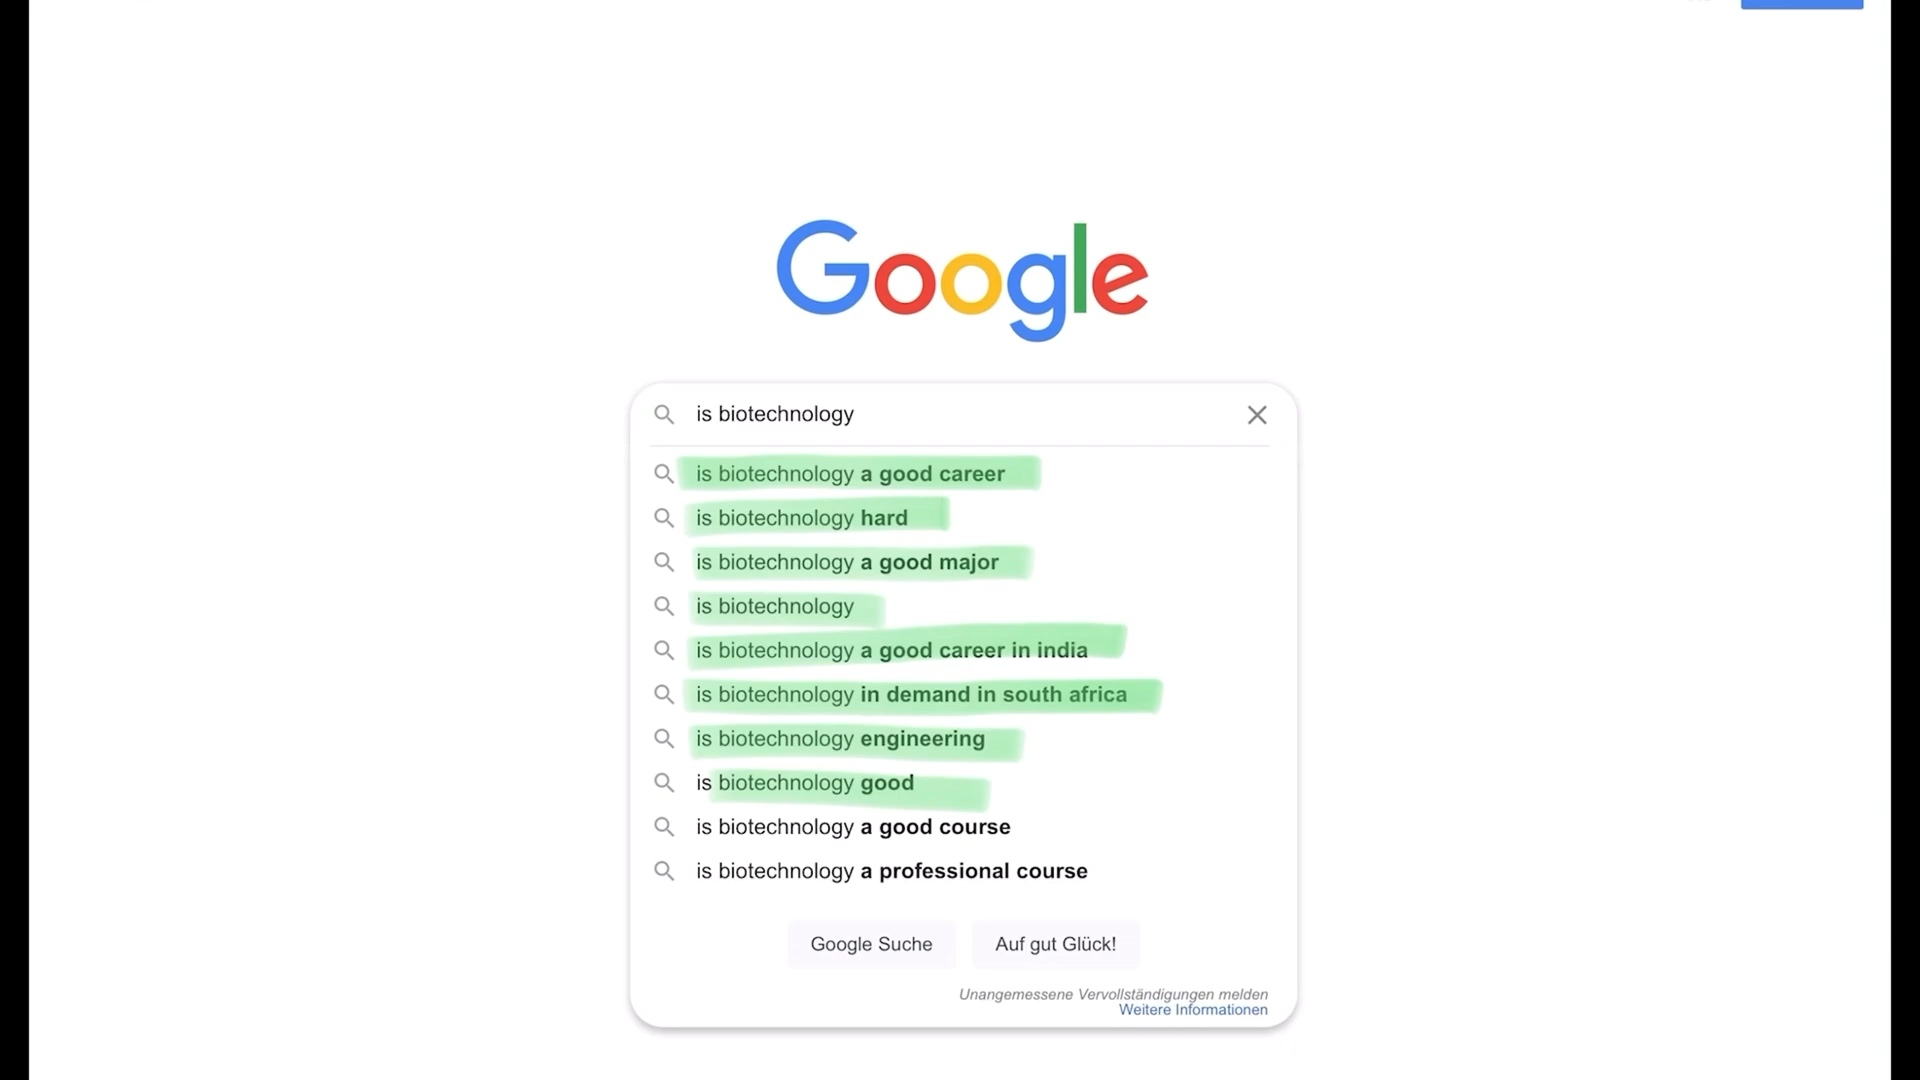 Google
is biotechnology
is biotechnology a good career
is biotechnology hard
is biotechnology a good major
is biotechnology
is biotechnology a good career in india
is biotechnology in demand in south africa
is biotechnology engineering
is biotechnology good
is biotechnology a good course
is biotechnology a professional course
Google Suche Auf gut Glück!
Unangemessene Vervollständigungen melden
Weitere Informationen